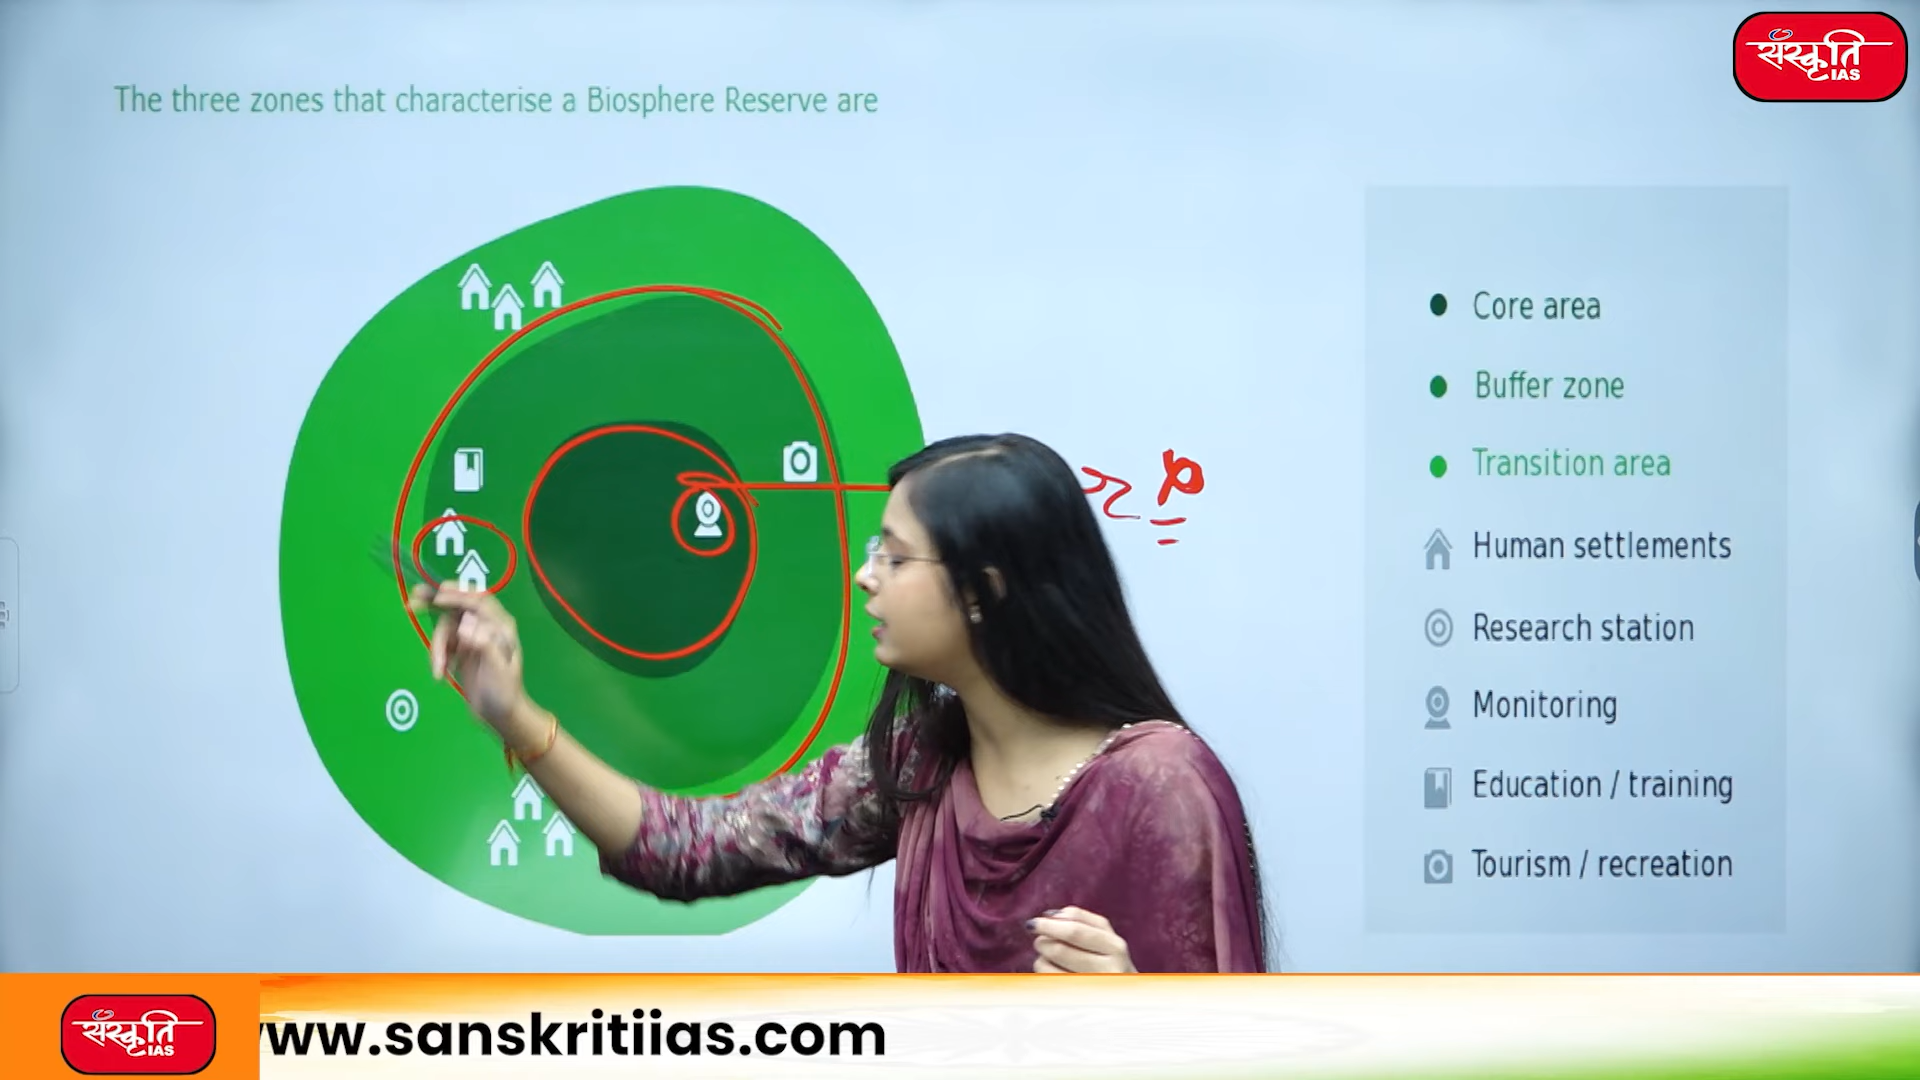 संस्कृति
IAS
The three zones that characterise a Biosphere Reserve are
Core area
Buffer zone
Transition area
Human settlements
Research station
Monitoring
Education / training
Tourism / recreation
संस्कृति
IAS
www.sanskritiias.com